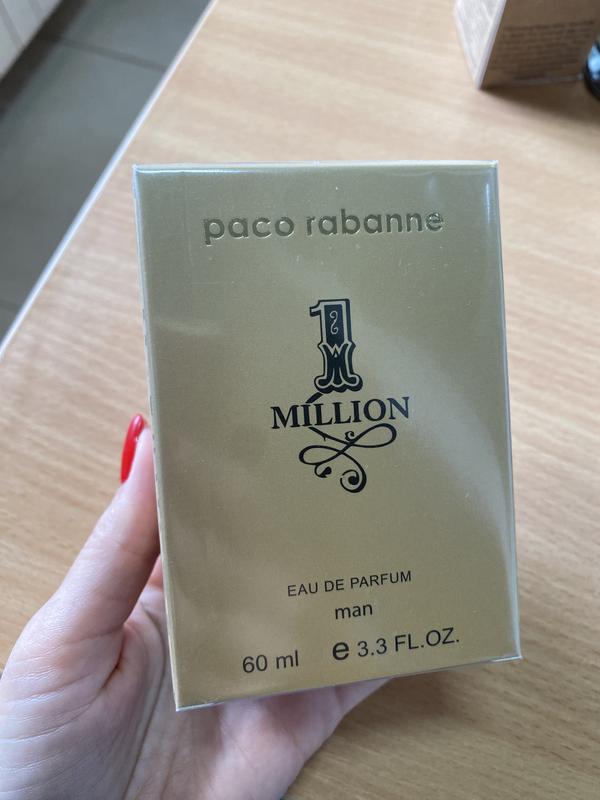 paco rabanne
1
MILLION
EAU DE PARFUM
man
60 ml e 3.3 FL.OZ.